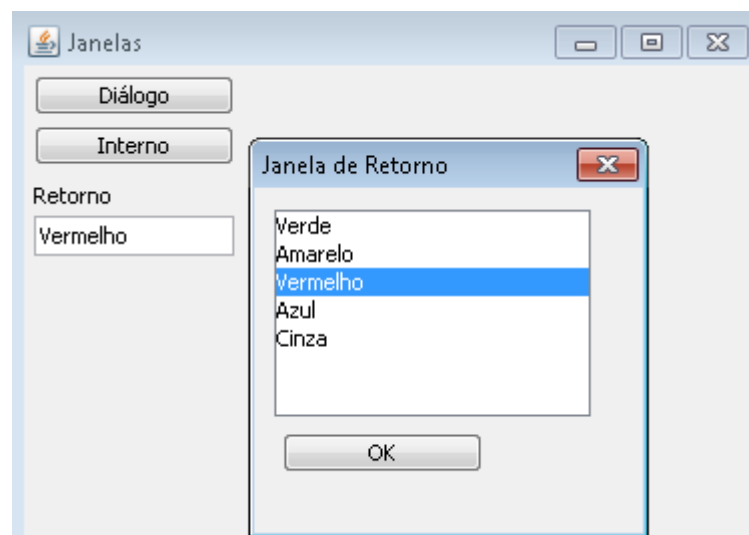 Janelas
Diálogo
Interno
Retorno
Vermelho
Janela de Retorno
Verde
Amarelo
Vermelho
Azul
Cinza
OK